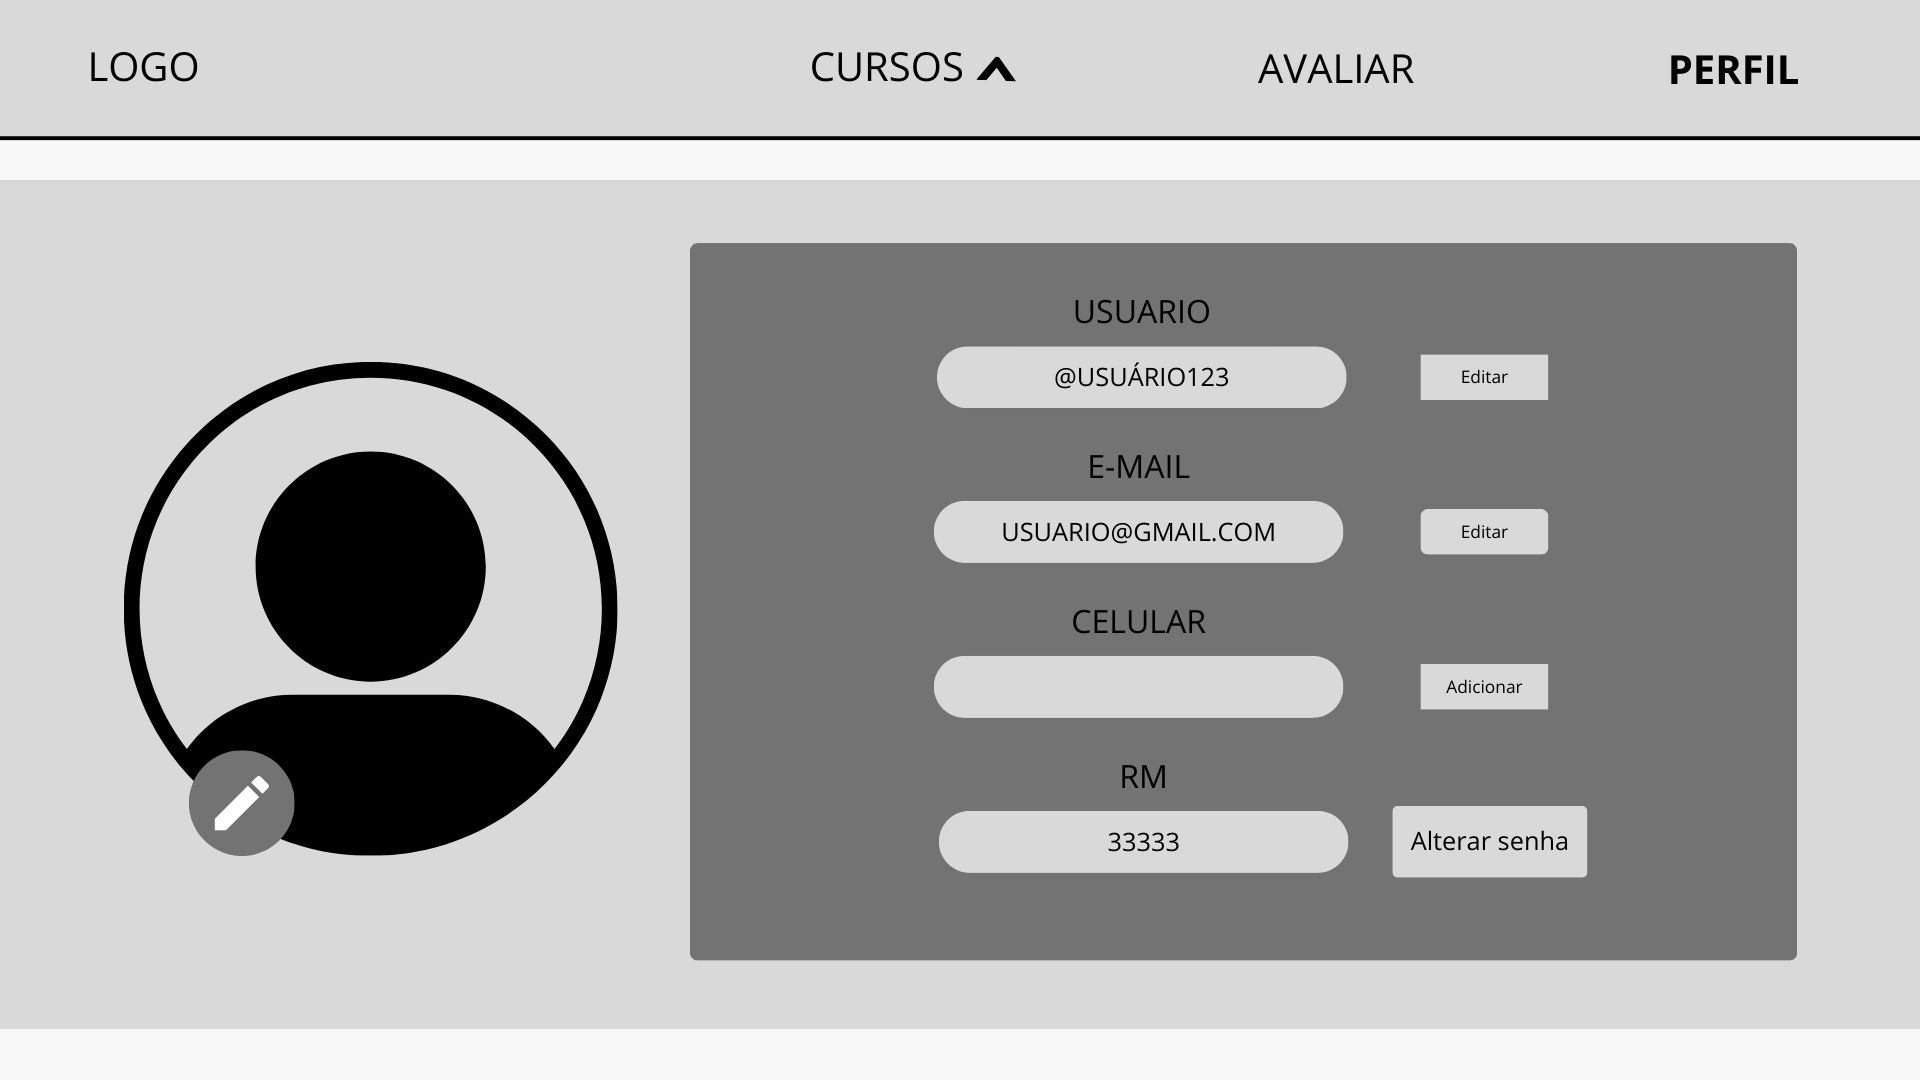 LOGO
CURSOS
AVALIAR
PERFIL
USUARIO
@USUÁRIO123
Editar
E-MAIL
USUARIO@GMAIL.COM
Editar
CELULAR
Adicionar
RM
33333
Alterar senha